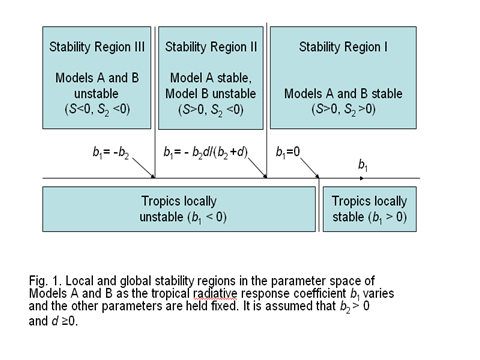 Stability Region III
Models A and B
unstable
(S<0, S₂ <0)
Stability Region II
Model A stable,
Model B unstable
(S>0, S₂ <0)
Stability Region I
Models A and B stable
(S>0, S₂ >0)
b₁= -b₂
b₁= - b₂d/(b₂+d)
b₁=0
b₁
Tropics locally
unstable (b₁ < 0)
Tropics locally
stable (b₁ > 0)
Fig. 1. Local and global stability regions in the parameter space of
Models A and B as the tropical radiative response coefficient b₁ varies
and the other parameters are held fixed. It is assumed that b₂ > 0
and d ≥0.